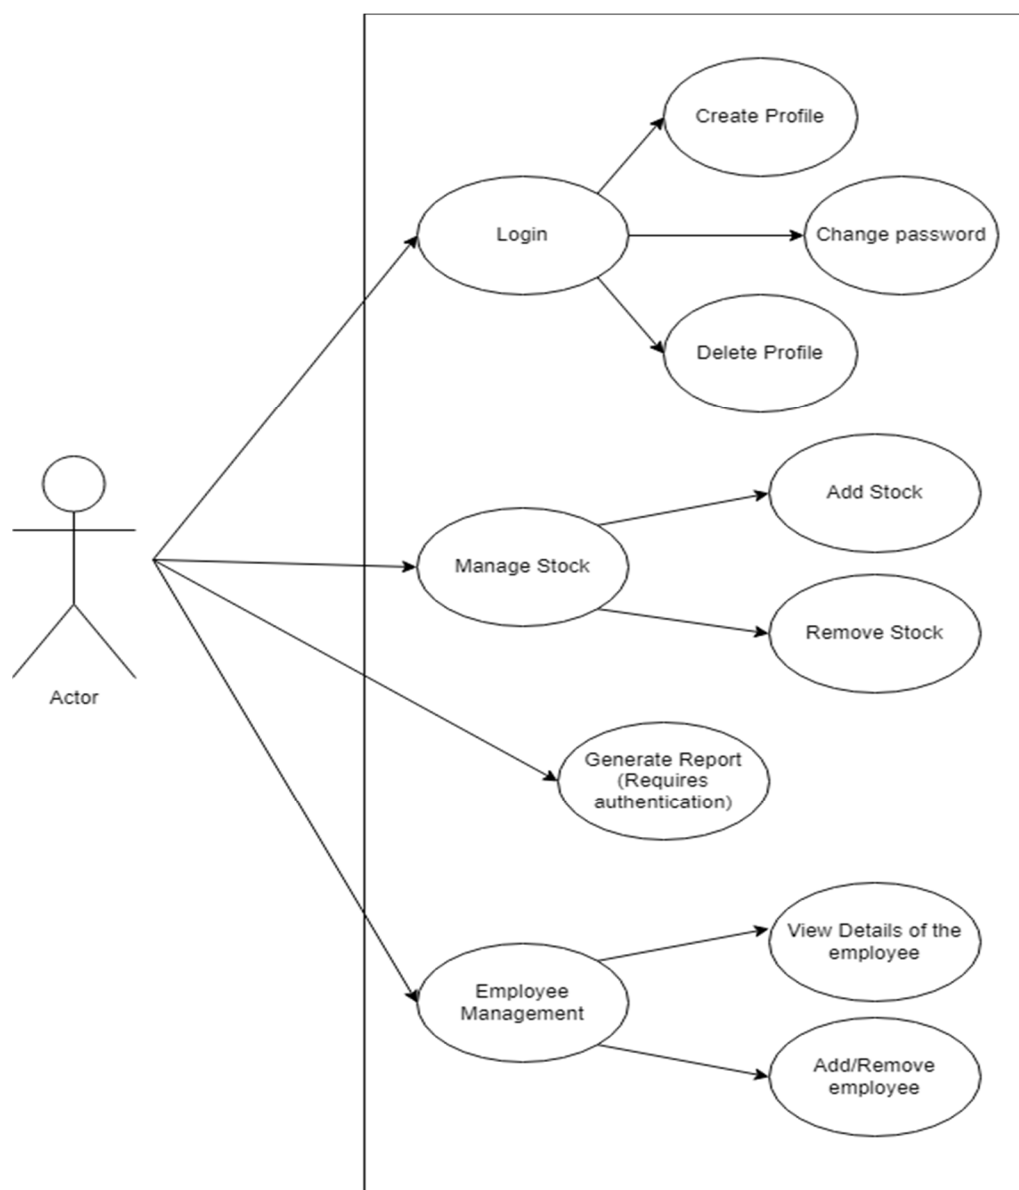 Create Profile
Login
Change password
Delete Profile
Add Stock
Manage Stock
Remove Stock
Actor
Generate Report
(Requires
authentication)
View Details of the
employee
Employee
Management
Add/Remove
employee